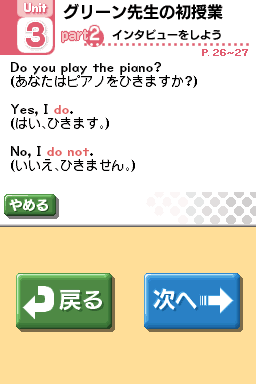 Unit
3
グリーン先生の初授業
part2 インタビューをしよう
P. 26~27
Do you play the piano?
(あなたはピアノをひきますか?)
Yes, I do.
(はい、ひきます。)
No, I do not.
(いいえ、ひきません。)
やめる
戻る
次へ